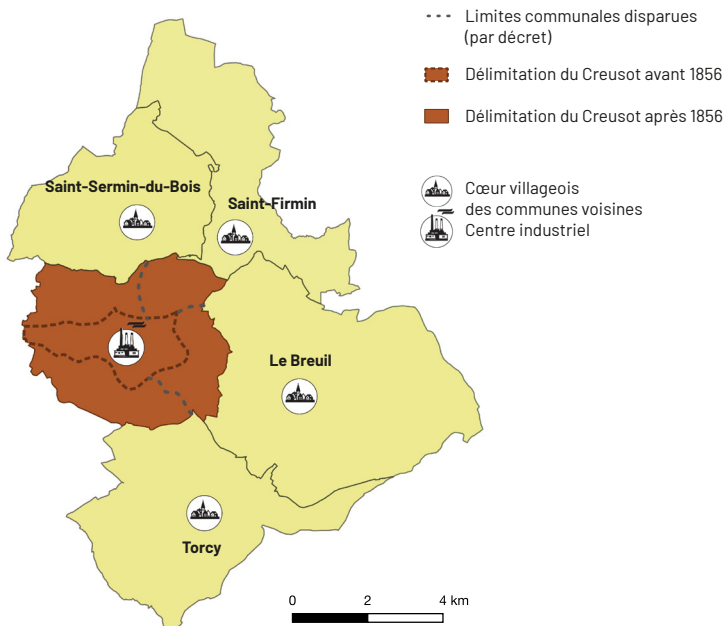 Limites communales disparues
(par décret)
Délimitation du Creusot avant 1856
Délimitation du Creusot après 1856
Cœur villageois
des communes voisines
Centre industriel
Saint-Sermin-du-Bois
Saint-Firmin
Le Breuil
Torcy
0 2 4 km